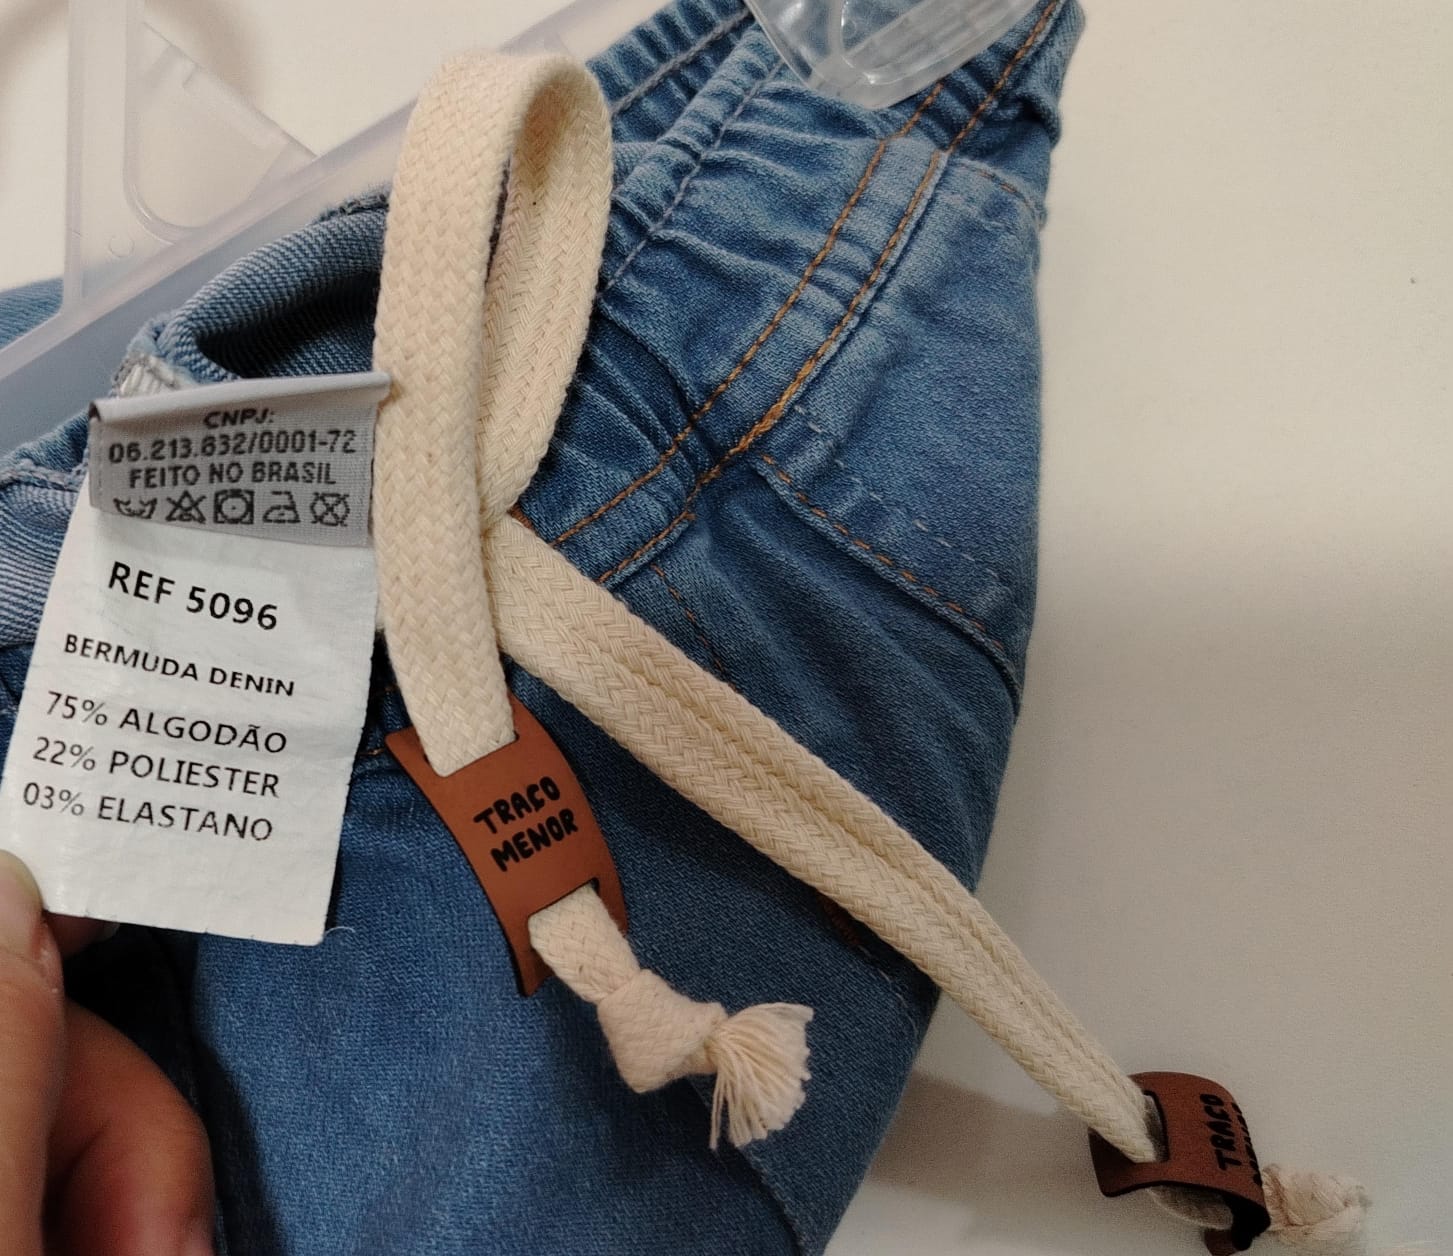 CNPJ:
06.213.632/0001-72
FEITO NO BRASIL
REF 5096
BERMUDA DENIN
75% ALGODÃO
22% POLIESTER
03% ELASTANO
TRAÇO
MENOR
TRAÇO